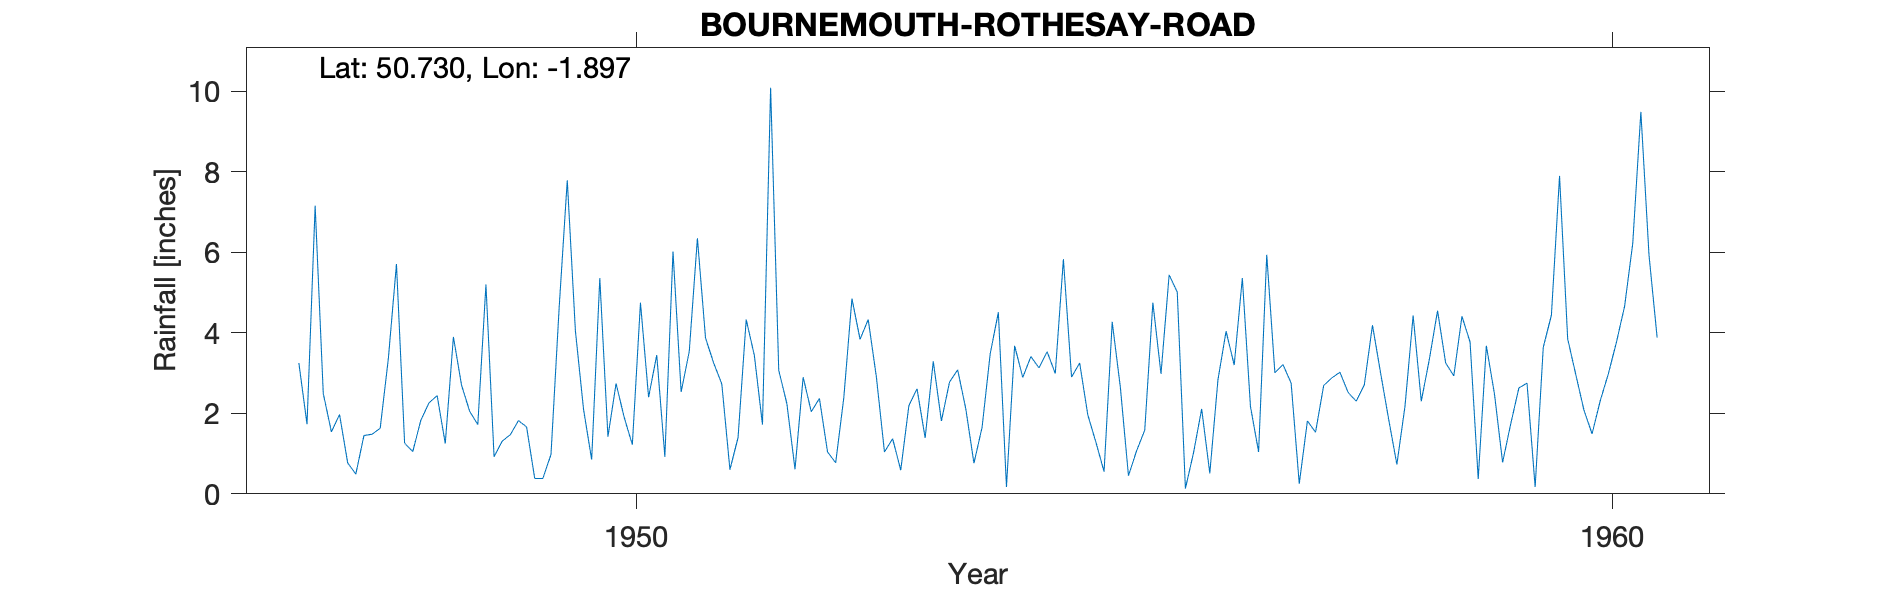 BOURNEMOUTH-ROTHESAY-ROAD
Lat: 50.730, Lon: -1.897
10
8
6
4
2
0
Rainfall [inches]
1950
1960
Year